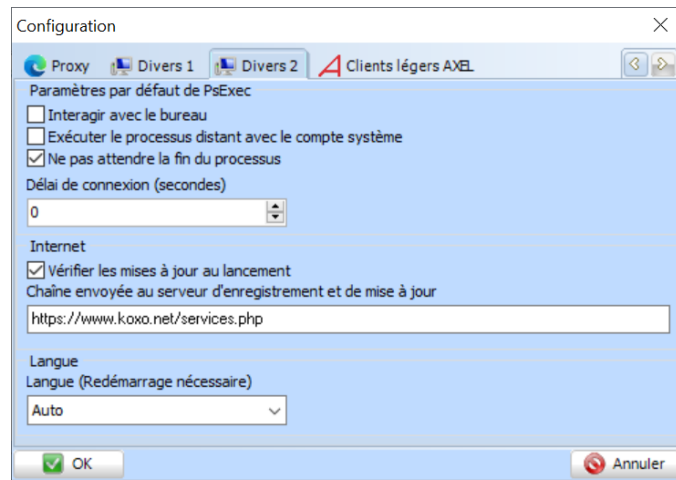 Configuration
Proxy Divers 1 Divers 2 Clients légers AXEL
Paramètres par défaut de PsExec
Interagir avec le bureau
Exécuter le processus distant avec le compte système
Ne pas attendre la fin du processus
Délai de connexion (secondes)
0
Internet
Vérifier les mises à jour au lancement
Chaîne envoyée au serveur d'enregistrement et de mise à jour
https://www.koxo.net/services.php
Langue
Langue (Redémarrage nécessaire)
Auto
OK Annuler